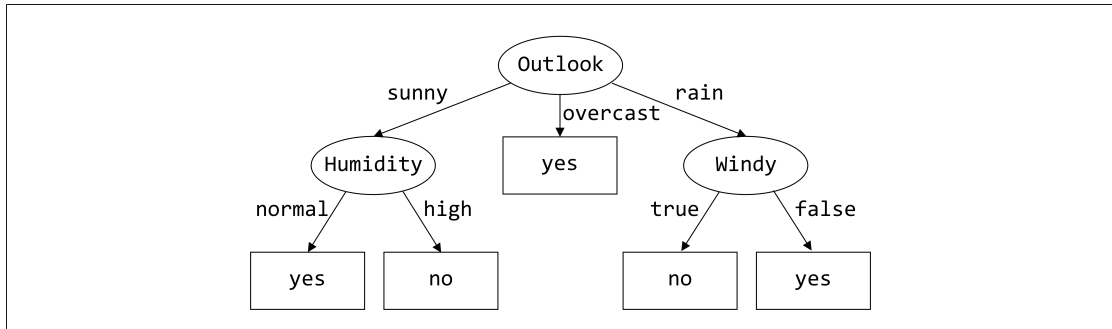 Outlook
sunny
rain
overcast
Humidity
yes
Windy
normal
high
true
false
yes
no
no
yes